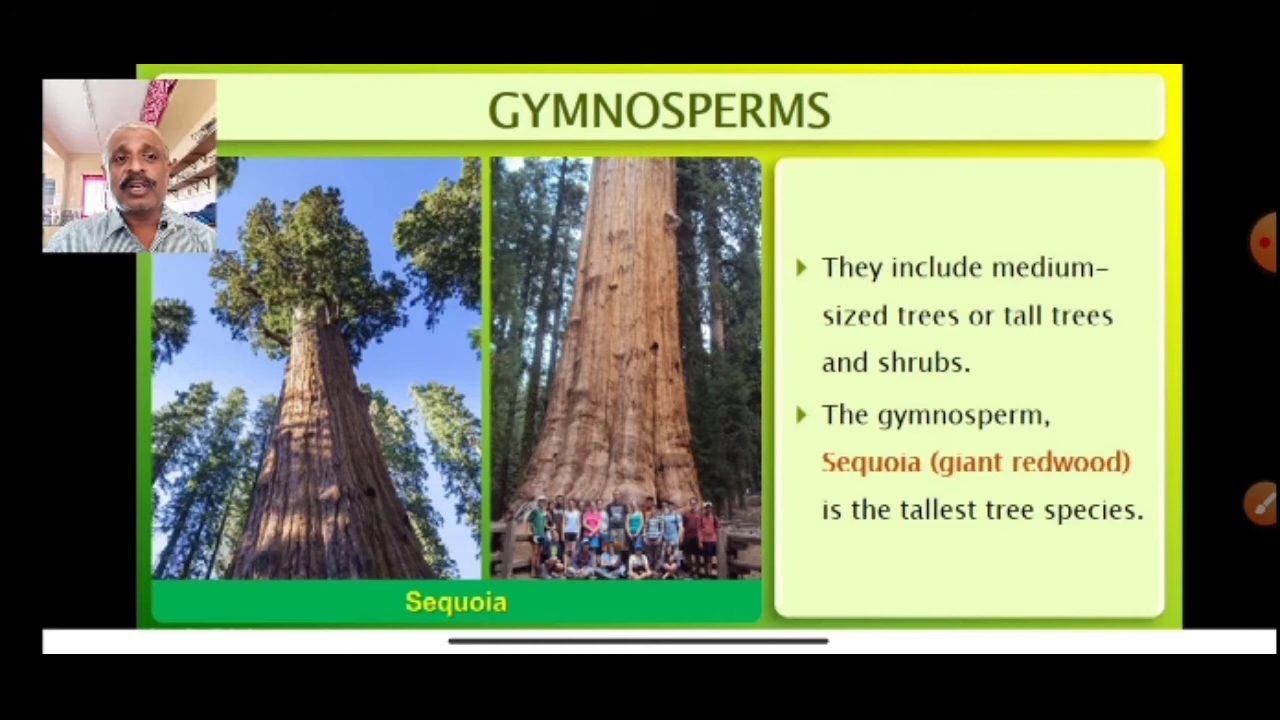 GYMNOSPERMS
They include medium-
sized trees or tall trees
and shrubs.
The gymnosperm,
Sequoia (giant redwood)
is the tallest tree species.
Sequoia